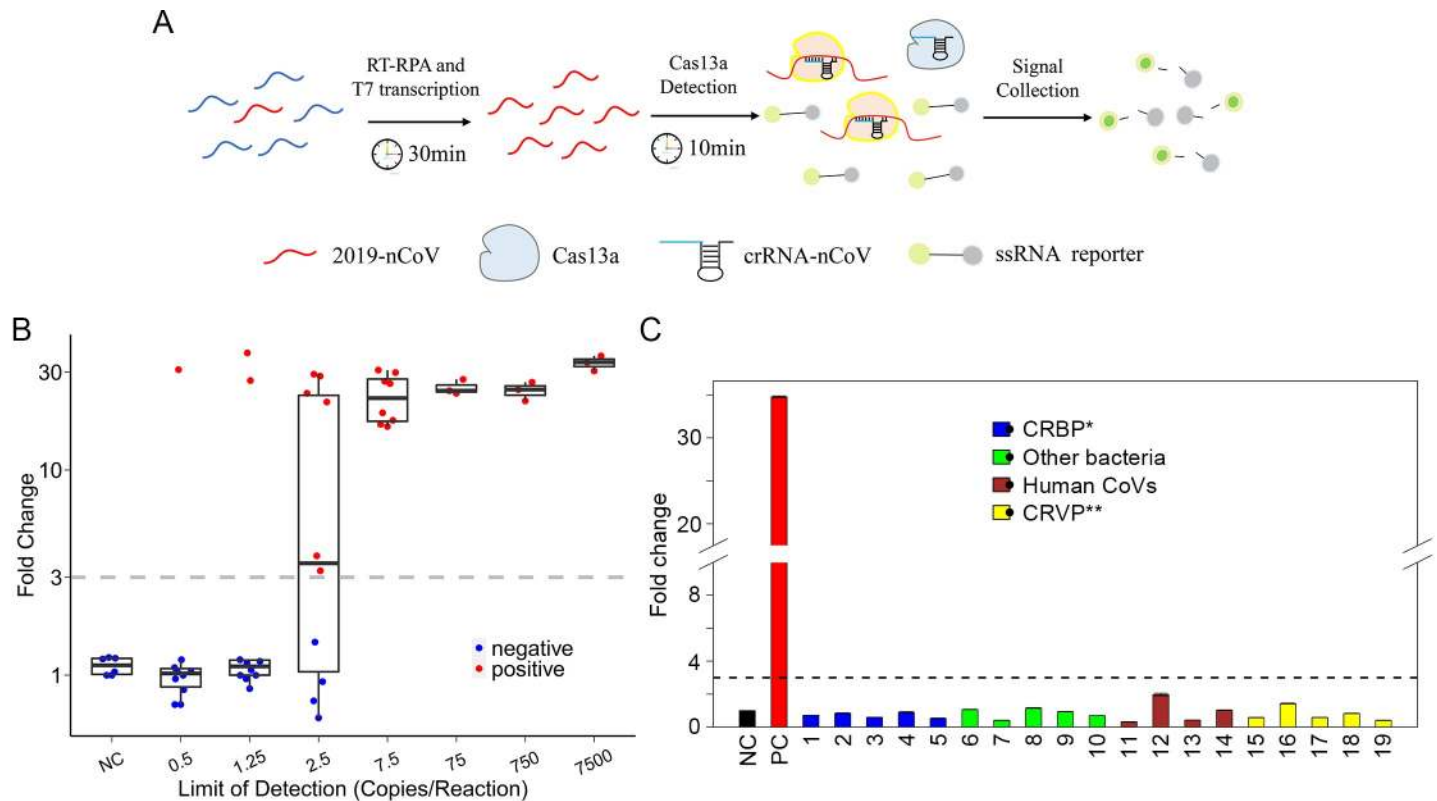 A
RT-RPA and
T7 transcription
30min
Cas13a
Detection
10min
Signal
Collection
2019-nCoV
Cas13a
crRNA-nCoV
ssRNA reporter
B
Fold Change
30
10
3
1
negative
positive
NC
0.5
1.25
2.5
7.5
75
750
7500
Limit of Detection (Copies/Reaction)
C
Fold change
30
20
8
6
4
2
0
CRBP*
Other bacteria
Human CoVs
CRVP**
NC
PC
1
2
3
4
5
6
7
8
9
10
11
12
13
14
15
16
17
18
19